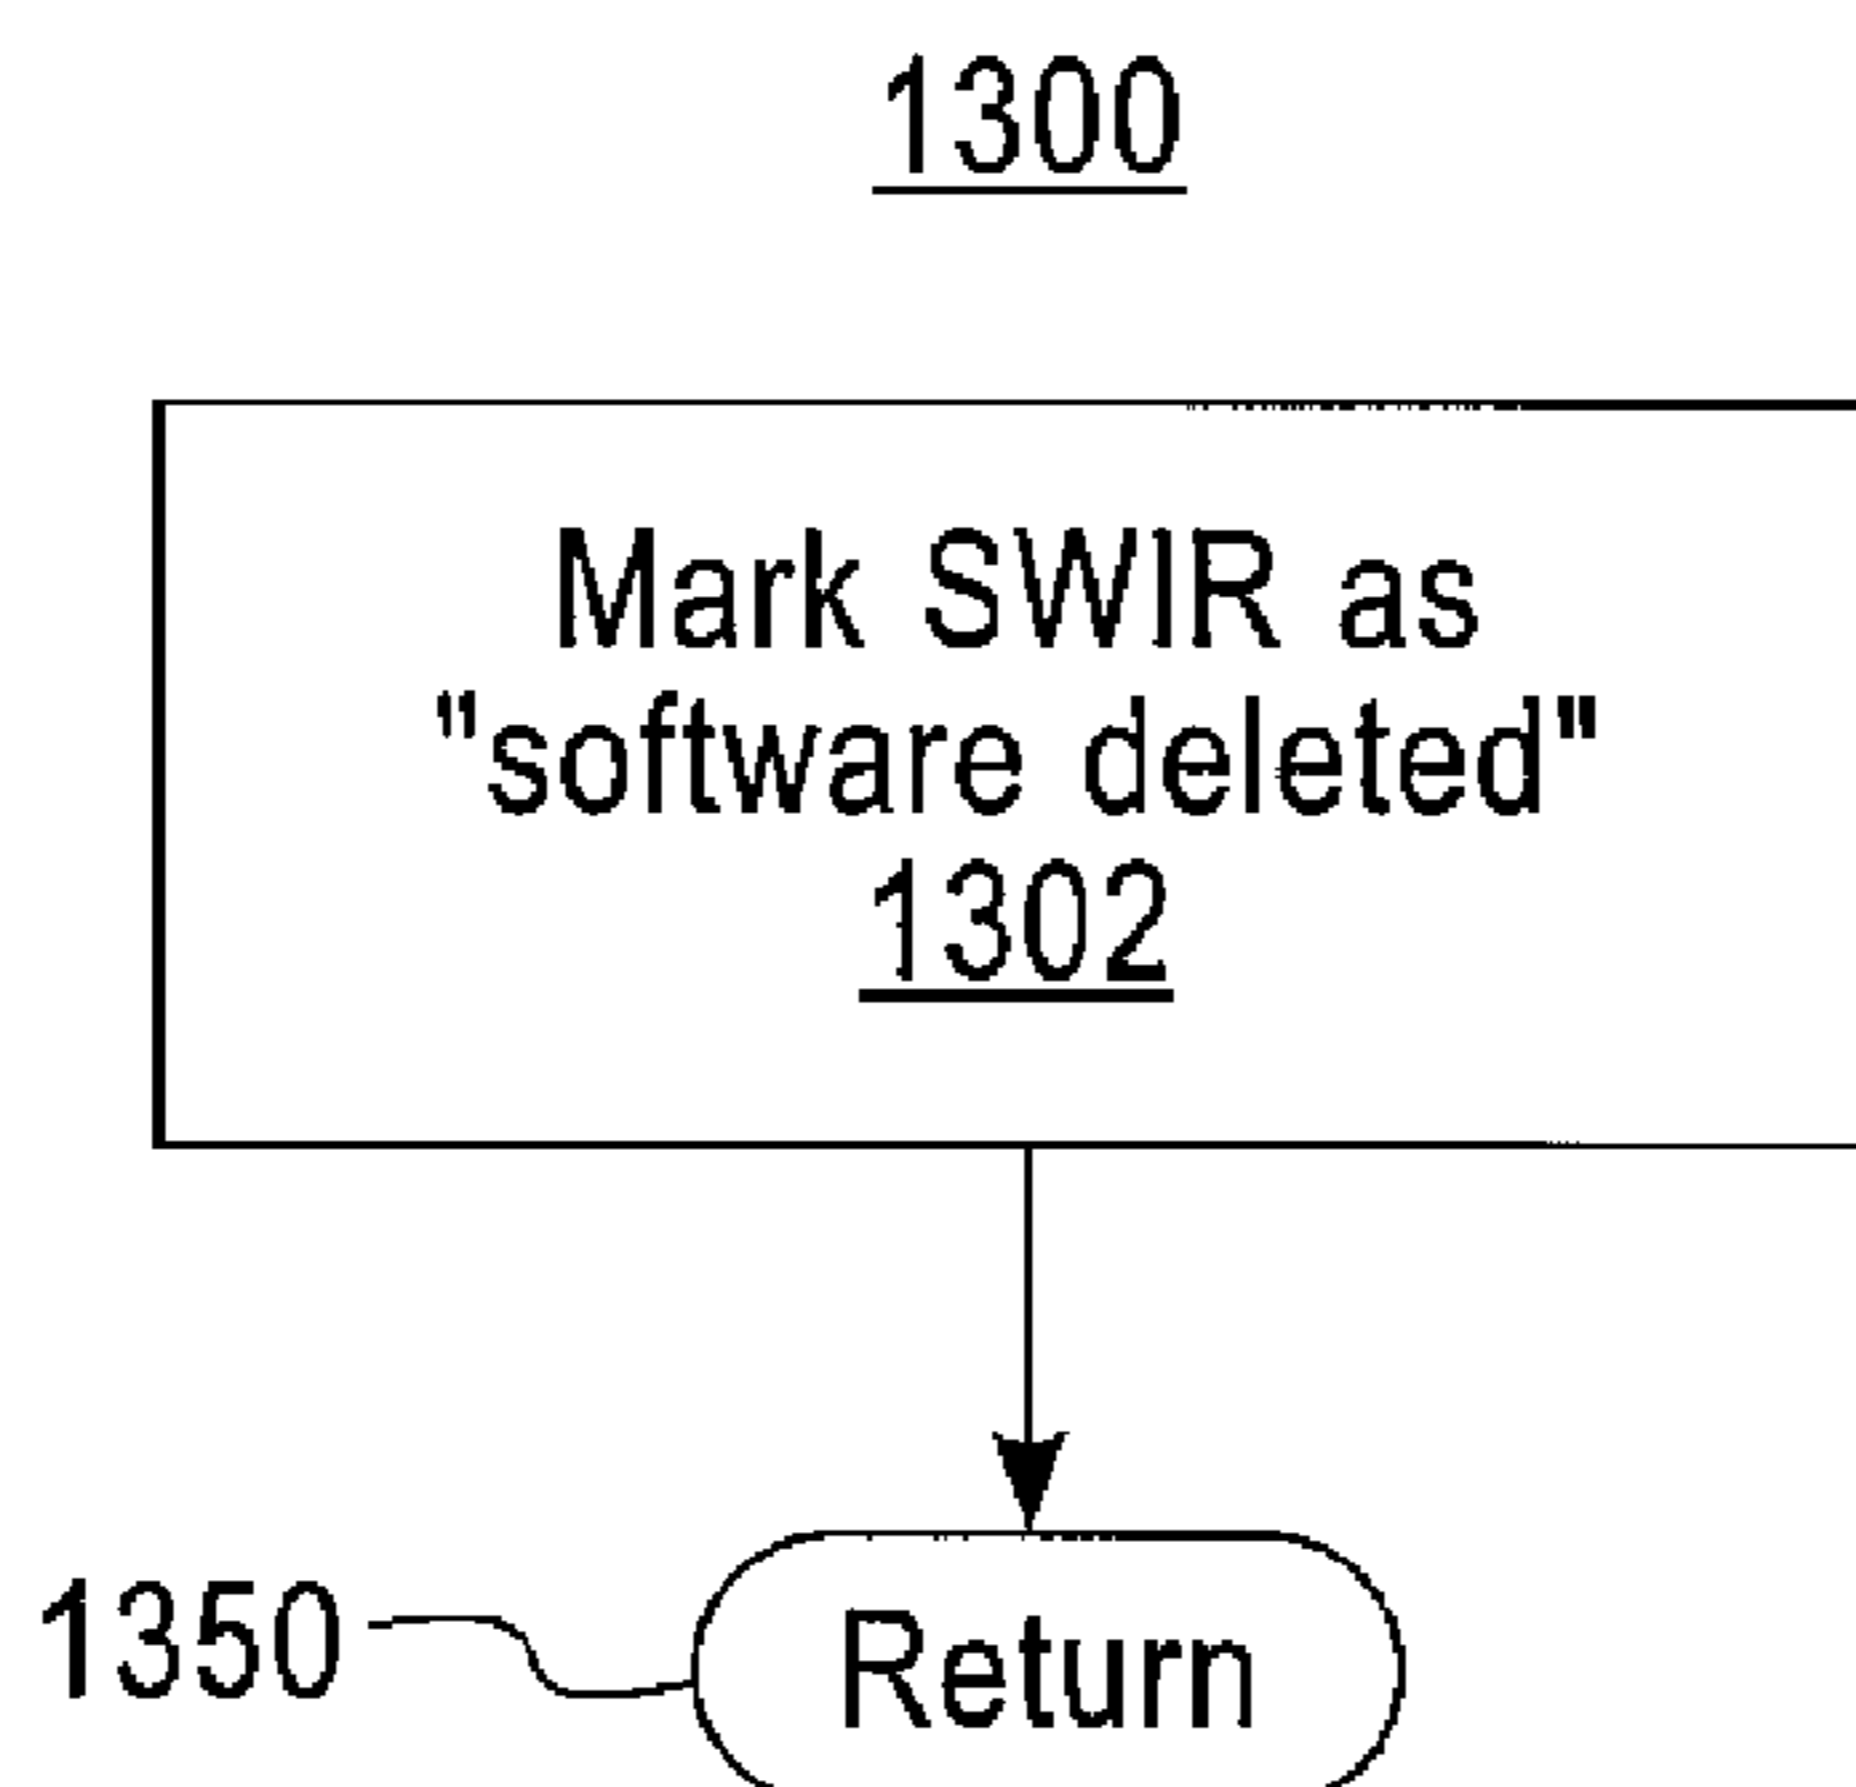 1300
Mark SWIR as
"software deleted"
1302
1350
Return